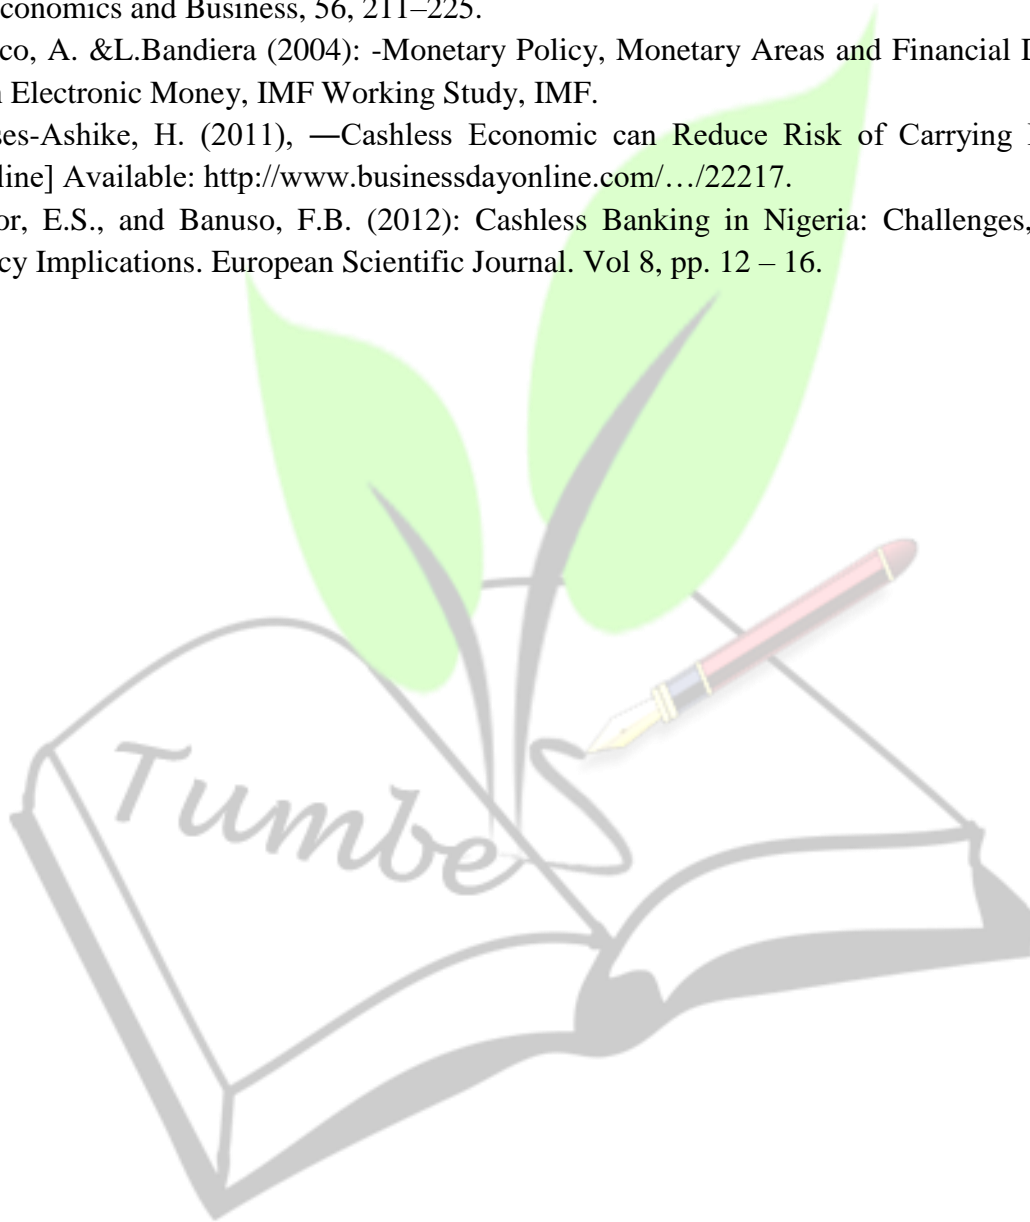 conomics and Business, 56, 211–225.
co, A. &L.Bandiera (2004): -Monetary Policy, Monetary Areas and Financial
Electronic Money, IMF Working Study, IMF.
ses-Ashike, H. (2011), ―Cashless Economic can Reduce Risk of Carrying
line] Available: http://www.businessdayonline.com/…/22217.
or, E.S., and Banuso, F.B. (2012): Cashless Banking in Nigeria: Challenges,
cy Implications. European Scientific Journal. Vol 8, pp. 12 – 16.
Tumbe